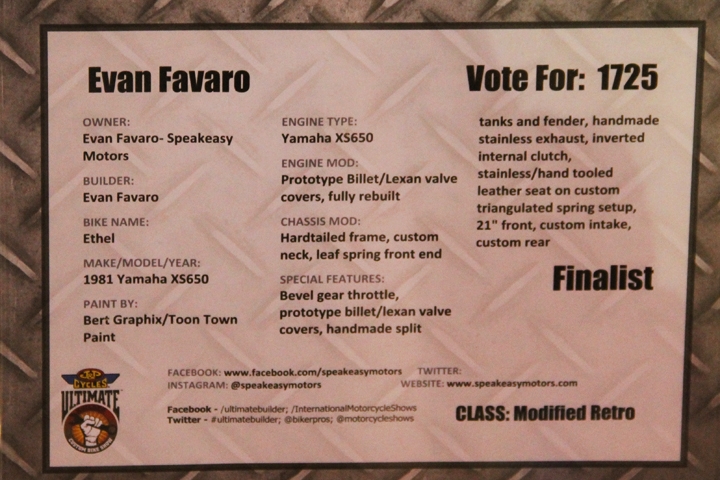 Evan Favaro
Vote For: 1725
OWNER:
Evan Favaro- Speakeasy
Motors
BUILDER:
Evan Favaro
BIKE NAME:
Ethel
MAKE/MODEL/YEAR:
1981 Yamaha XS650
PAINT BY:
Bert Graphix/Toon Town
Paint
ENGINE TYPE:
Yamaha XS650
ENGINE MOD:
Prototype Billet/Lexan valve
covers, fully rebuilt
CHASSIS MOD:
Hardtailed frame, custom
neck, leaf spring front end
SPECIAL FEATURES:
Bevel gear throttle,
prototype billet/lexan valve
covers, handmade split
tanks and fender, handmade
stainless exhaust, inverted
internal clutch,
stainless/hand tooled
leather seat on custom
triangulated spring setup,
21" front, custom intake,
custom rear
Finalist
J&P
CYCLES
ULTIMATE
CUSTOM BIKE SHOW
FACEBOOK: www.facebook.com/speakeasymotors TWITTER:
INSTAGRAM: @speakeasymotors WEBSITE: www.speakeasymotors.com
Facebook - /ultimatebuilder; /InternationalMotorcycleShows
Twitter - #ultimatebuilder; @bikerpros; @motorcycleshows
CLASS: Modified Retro